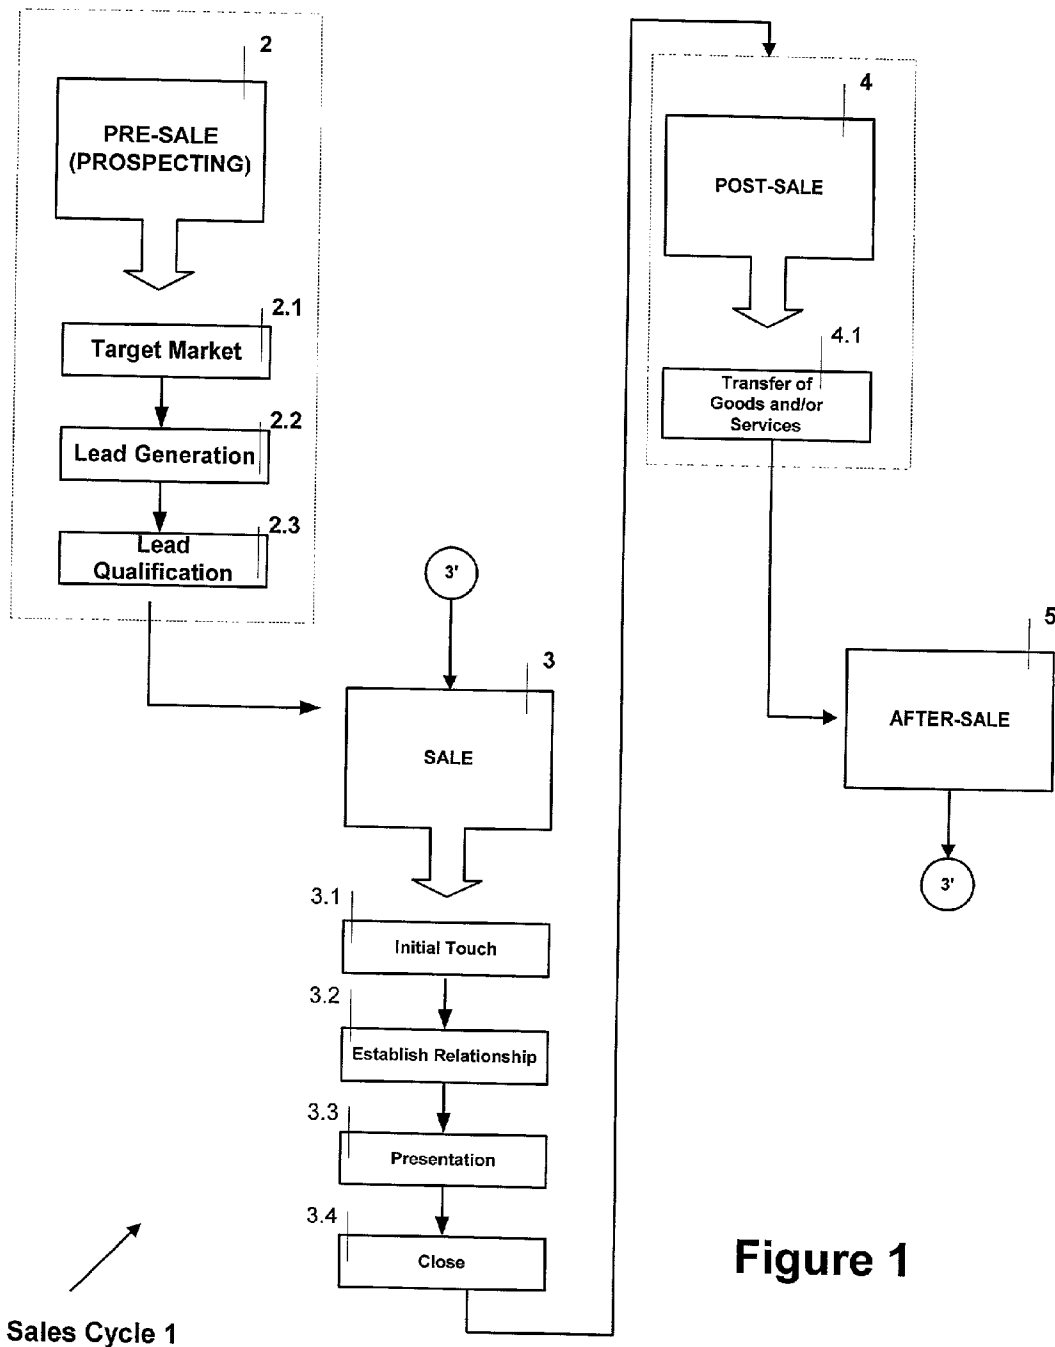 2
PRE-SALE
(PROSPECTING)
2.1
Target Market
2.2
Lead Generation
2.3
Lead
Qualification
3'
3
SALE
3.1
Initial Touch
3.2
Establish Relationship
3.3
Presentation
3.4
Close
4
POST-SALE
4.1
Transfer of
Goods and/or
Services
5
AFTER-SALE
3'
Figure 1
Sales Cycle 1